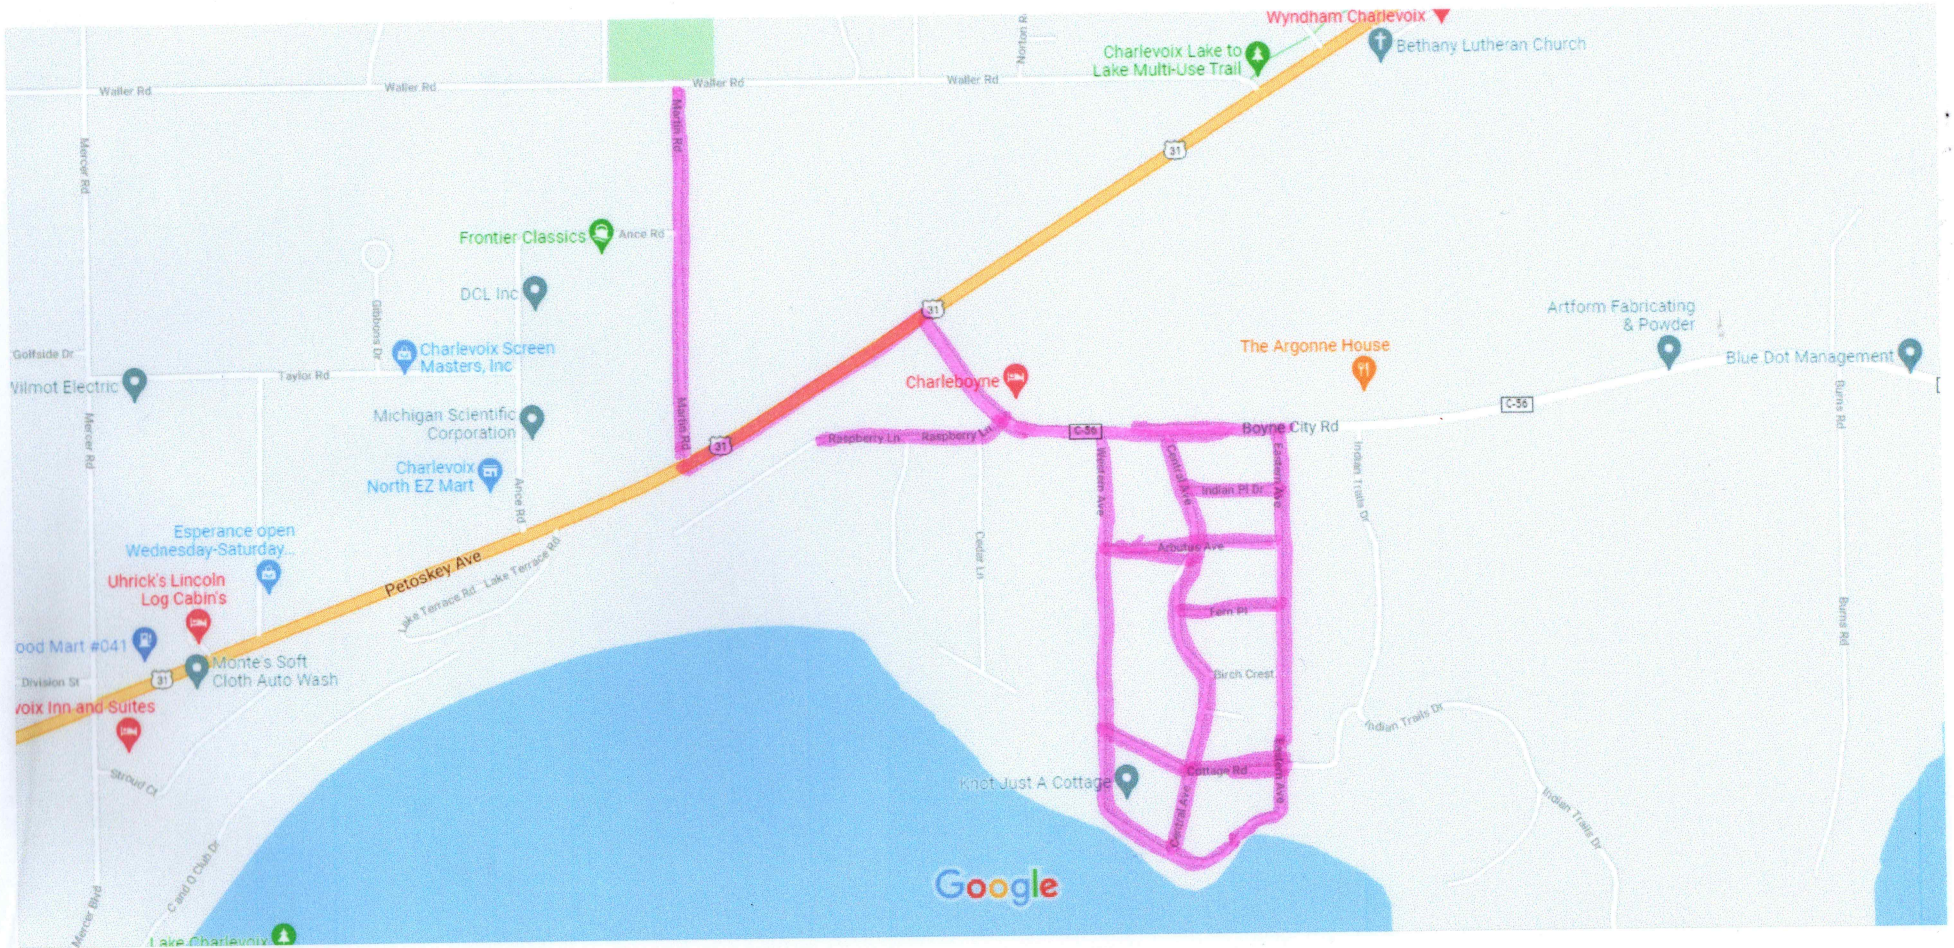 Wyndham Charlevoix
Bethany Lutheran Church
Charlevoix Lake to
Lake Multi-Use Trail
Norton R
Waller Rd
Waller Rd
Waller Rd
Waller Rd
Martin Rd
Mercer Rd
31
Frontier Classics
Ance Rd
DCL Inc
Gibbons Dr
31
Artform Fabricating
& Powder
Golfside Dr
Charlevoix Screen
Masters, Inc
The Argonne House
Blue Dot Management
Wilmot Electric
Taylor Rd
Charleboyne
C-56
Burns Rd
Michigan Scientific
Corporation
Martin Rd
Mercer Rd
31
Raspberry Ln
Raspberry Ln
C-56
Boyne City Rd
Charlevoix
North EZ Mart
Ance Rd
Western Ave
Central Ave
Indian Pl Dr
Eastern Ave
Indian Trails Dr
Esperance open
Wednesday-Saturday...
Petoskey Ave
Lake Terrace Rd
Lake Terrace Rd
Cedar Ln
Arbutus Ave
Uhrick's Lincoln
Log Cabin's
Fern Pl
Burns Rd
ood Mart #041
Monte's Soft
Cloth Auto Wash
Division St
31
Birch Crest
voix Inn and Suites
Indian Trails Dr
Stroud Ct
Knot Just A Cottage
Cottage Rd
Eastern Ave
Central Ave
Indian Trails Dr
C and O Club Dr
Mercer Blvd
Google
Lake Charlevoix